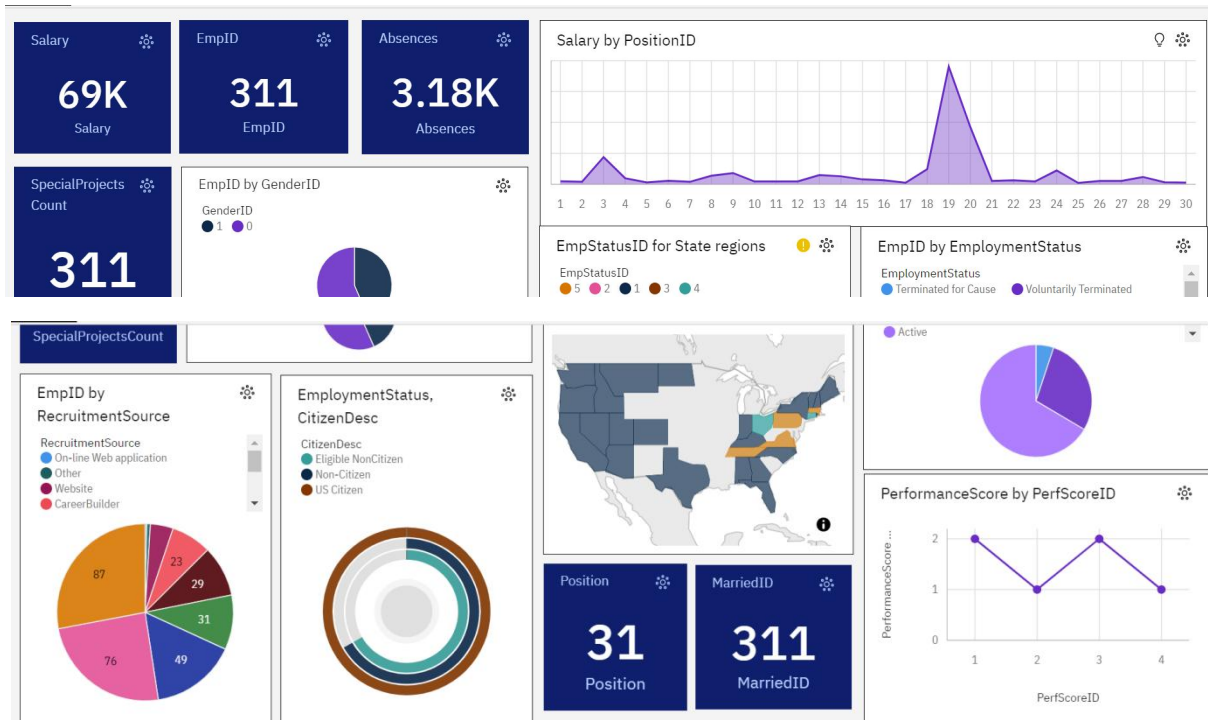 Salary
69K
Salary
EmpID
311
EmpID
Absences
3.18K
Absences
Salary by PositionID
1 2 3 4 5 6 7 8 9 10 11 12 13 14 15 16 17 18 19 20 21 22 23 24 25 26 27 28 29 30
SpecialProjects
Count
311
EmpID by GenderID
GenderID
1 0
EmpStatusID for State regions
EmpStatusID
5 2 1 3 4
EmpID by EmploymentStatus
EmploymentStatus
Terminated for Cause Voluntarily Terminated
SpecialProjectsCount
Active
EmpID by
RecruitmentSource
RecruitmentSource
On-line Web application
Other
Website
CareerBuilder
23
29
31
49
76
87
EmploymentStatus,
CitizenDesc
CitizenDesc
Eligible NonCitizen
Non-Citizen
US Citizen
Position
31
Position
MarriedID
311
MarriedID
PerformanceScore by PerfScoreID
PerformanceScore ...
2
1
0
1 2 3 4
PerfScoreID